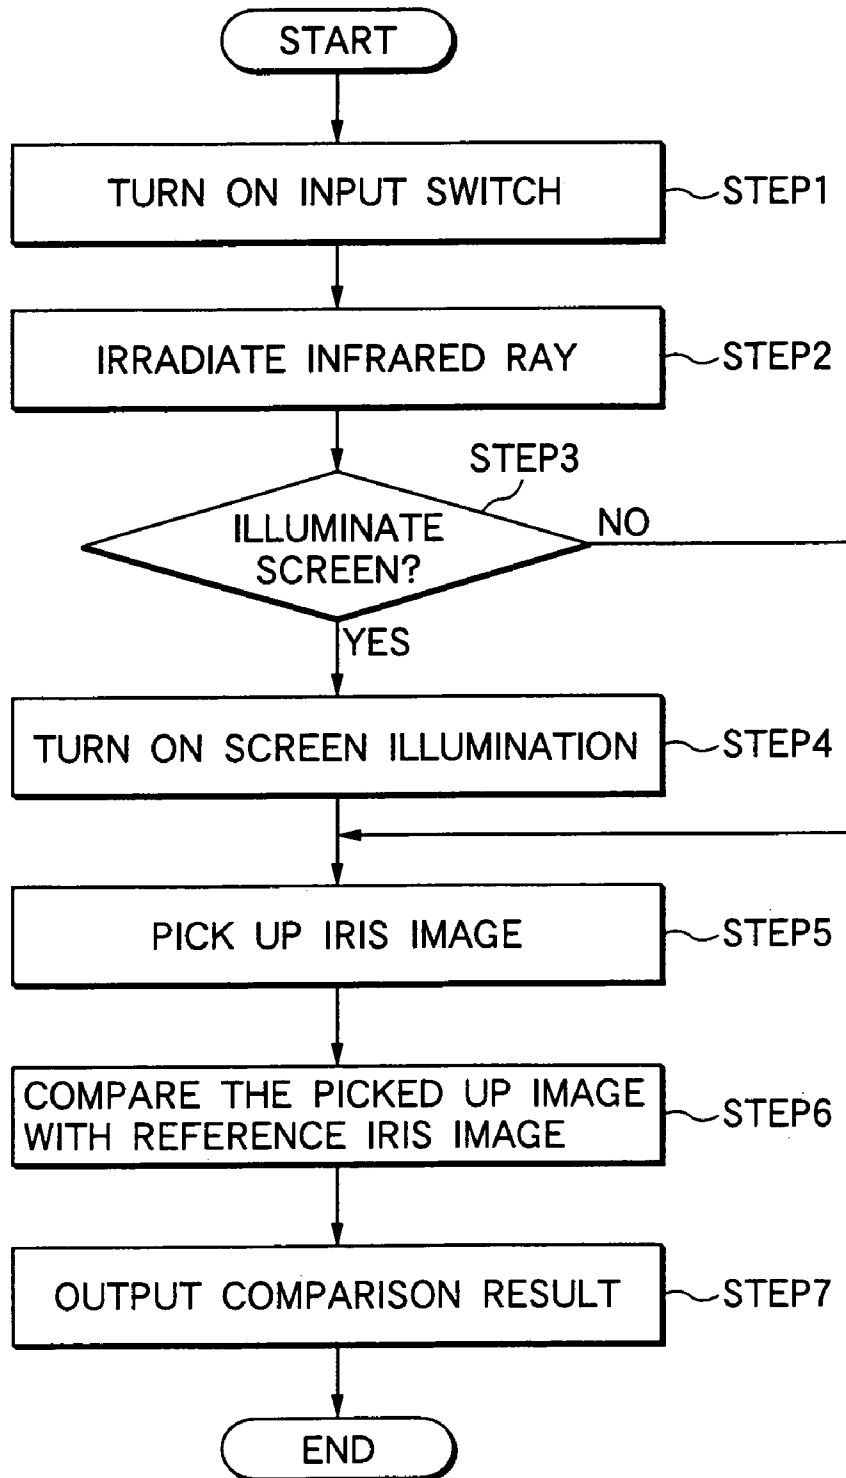 START
TURN ON INPUT SWITCH
STEP1
IRRADIATE INFRARED RAY
STEP2
STEP3
ILLUMINATE
SCREEN?
NO
YES
TURN ON SCREEN ILLUMINATION
STEP4
PICK UP IRIS IMAGE
STEP5
COMPARE THE PICKED UP IMAGE
WITH REFERENCE IRIS IMAGE
STEP6
OUTPUT COMPARISON RESULT
STEP7
END